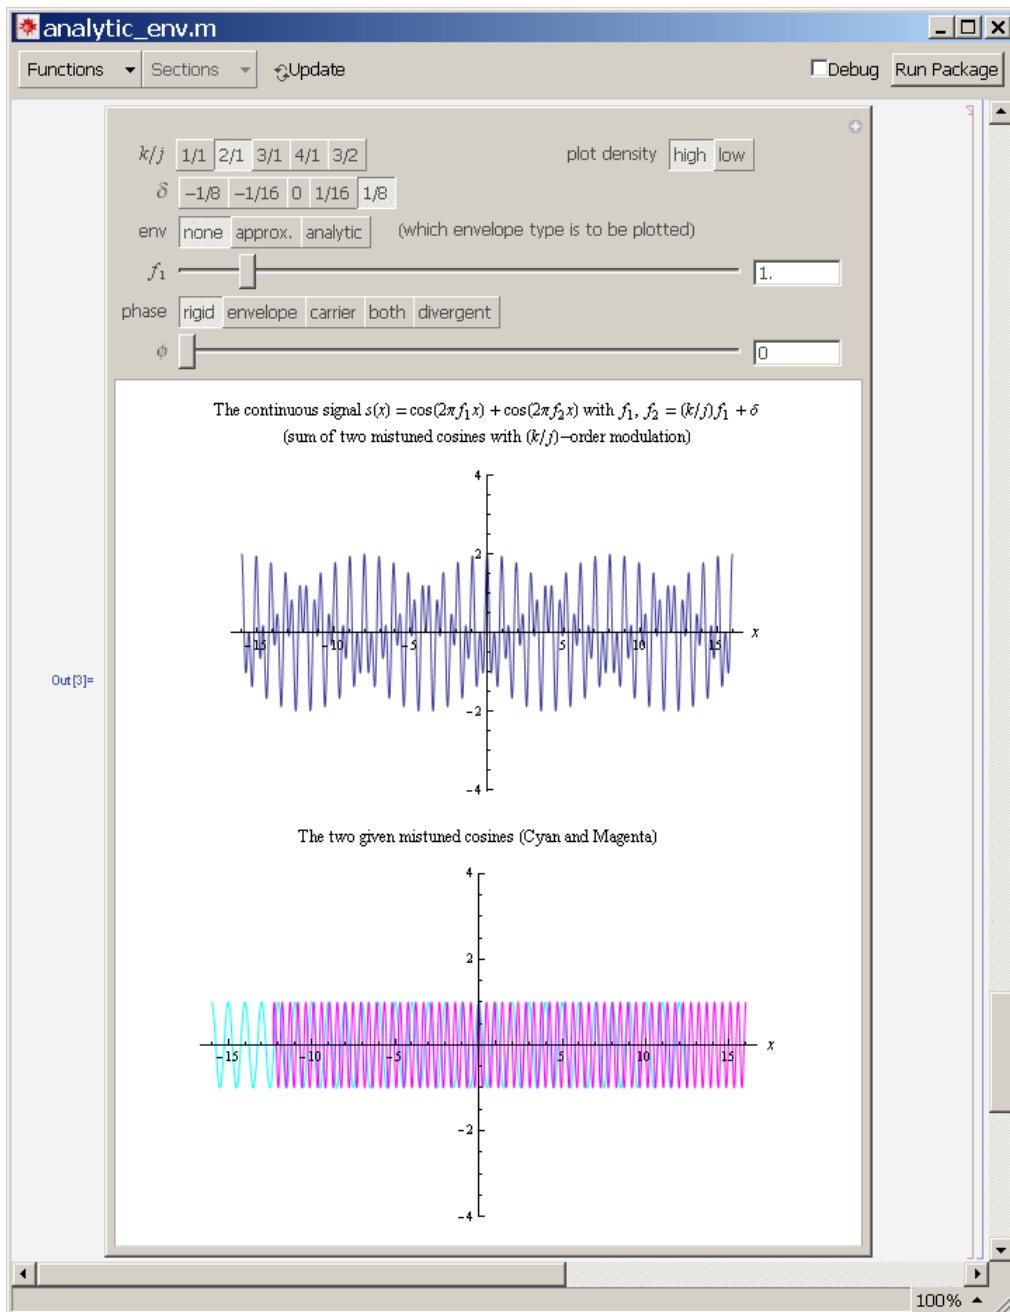 analytic_env.m
Functions Sections Update Debug Run Package
k/j 1/1 2/1 3/1 4/1 3/2 plot density high low
δ −1/8 −1/16 0 1/16 1/8
env none approx. analytic (which envelope type is to be plotted)
f₁ 1.
phase rigid envelope carrier both divergent
ϕ 0
The continuous signal s(x) = cos(2πf₁x) + cos(2πf₂x) with f₁, f₂ = (k/j)f₁ + δ
(sum of two mistuned cosines with (k/j)−order modulation)
4
2
-15 -10 -5 0 5 10 15 x
Out[3]=
-2
-4
The two given mistuned cosines (Cyan and Magenta)
4
2
-15 -10 -5 0 5 10 15 x
-2
-4
100%